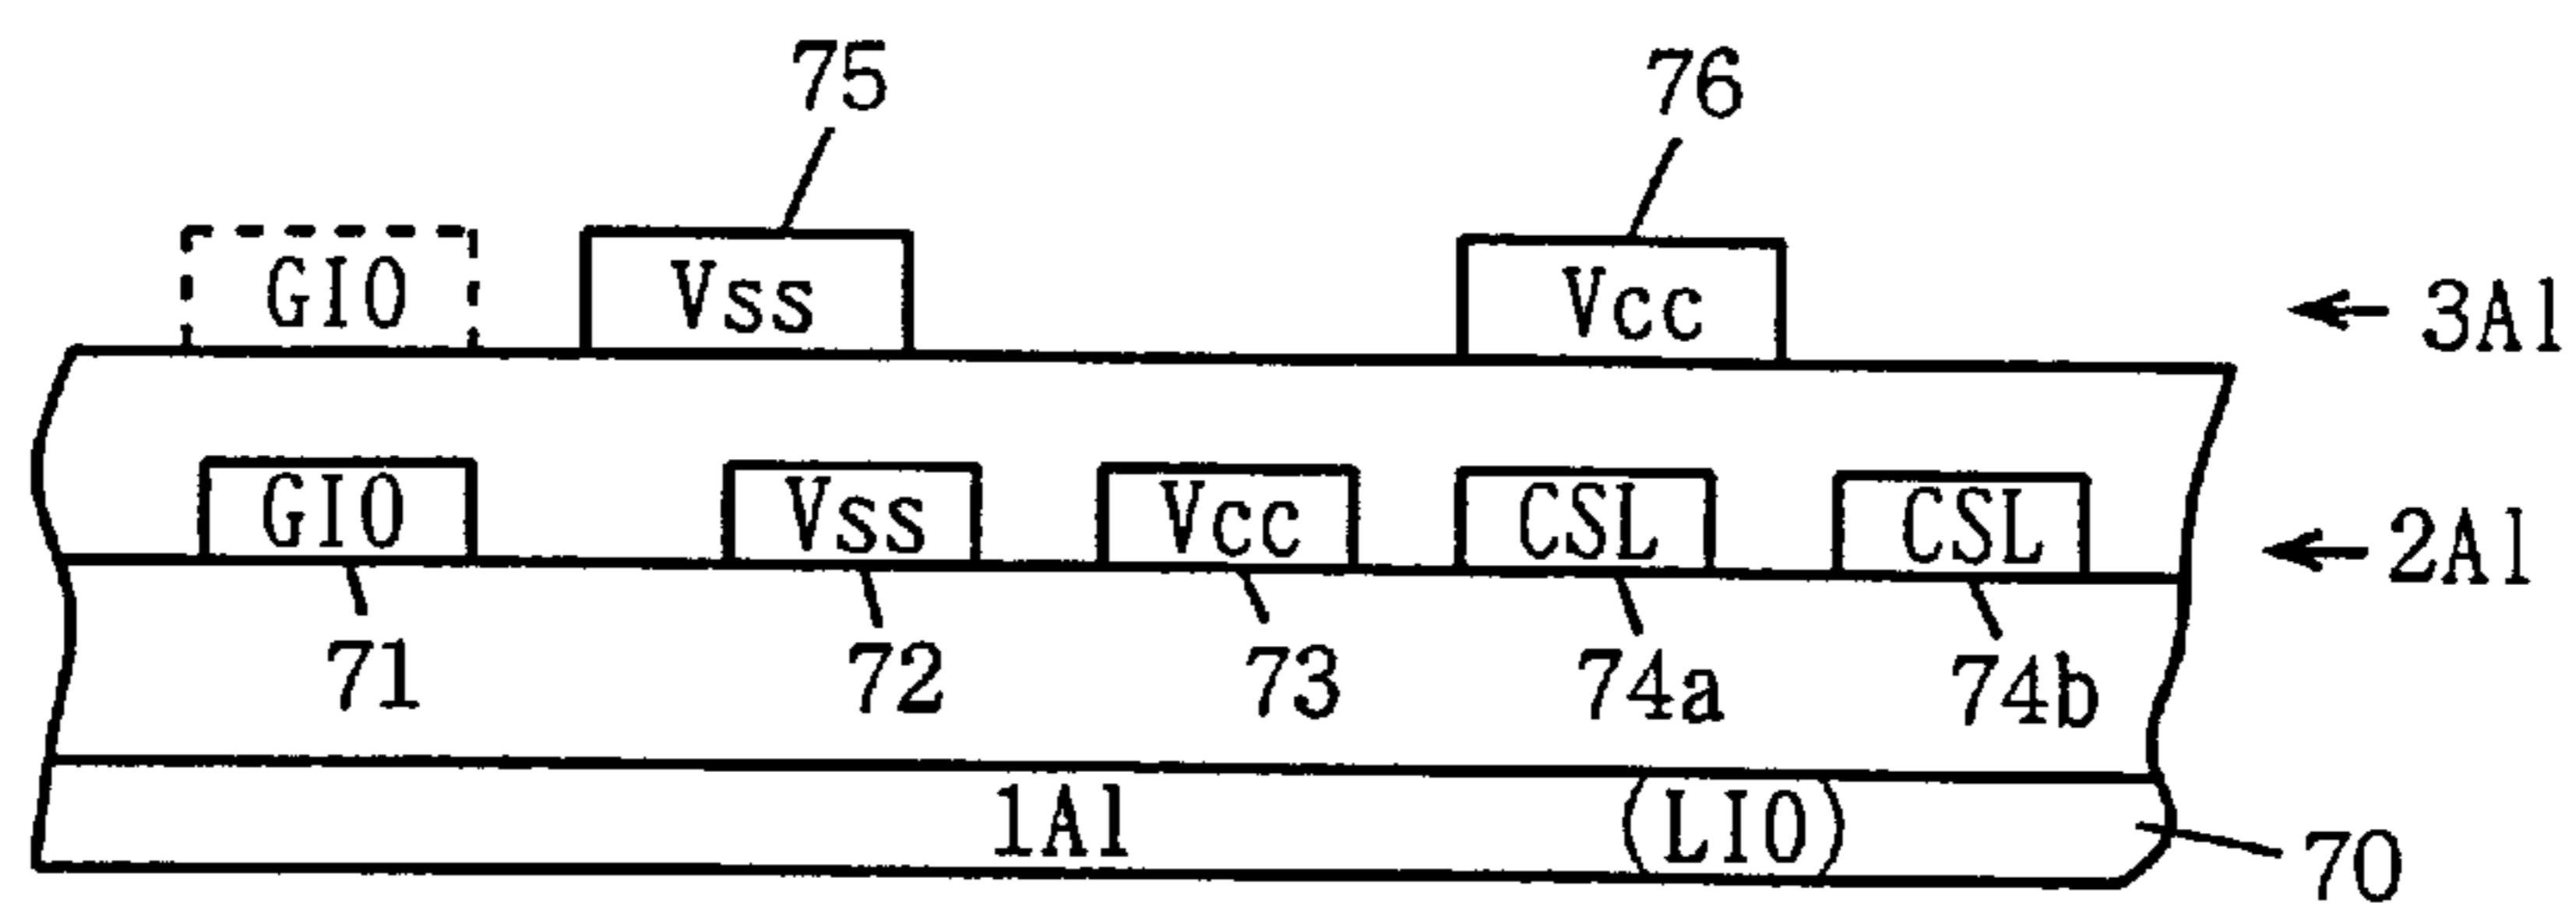 75 76
GIO Vss Vcc 3Al
GIO Vss Vcc CSL CSL 2Al
71 72 73 74a 74b
1Al (LIO)
70